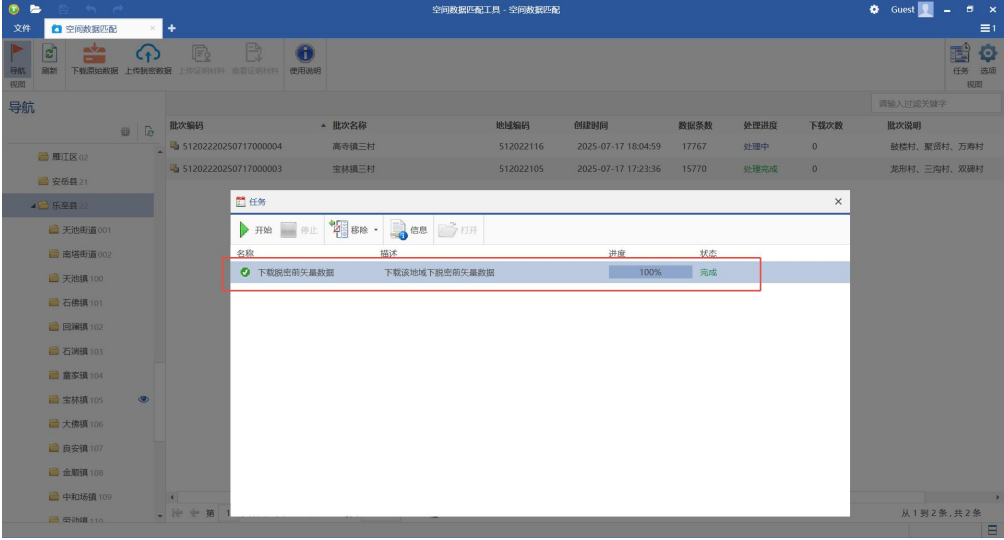 空间数据匹配工具 - 空间数据匹配
Guest
文件 空间数据匹配 × +
1
导航 刷新 下载原始数据 上传脱密数据 上传证明材料 查看证明材料 使用说明 任务 选项
视图 视图
导航
请输入过滤关键字
批次编码 批次名称 地域编码 创建时间 数据条数 处理进度 下载次数 批次说明
51202220250717000004 高寺镇三村 512022116 2025-07-17 18:04:59 17767 处理中 0 鼓楼村、聚贤村、万寿村
51202220250717000003 宝林镇三村 512022105 2025-07-17 17:23:36 15770 处理完成 0 龙形村、三沟村、双碑村
雁江区 02
安岳县 21
乐至县 22
天池街道 001
南塔街道 002
天池镇 100
石佛镇 101
回澜镇 102
石湍镇 103
童家镇 104
宝林镇 105
大佛镇 106
良安镇 107
金顺镇 108
中和场镇 109
劳动镇 110
任务
开始 停止 移除 信息 打开
名称 描述 进度 状态
下载脱密前矢量数据 下载该地域下脱密前矢量数据 100% 完成
第 1
从 1 到 2 条，共 2 条